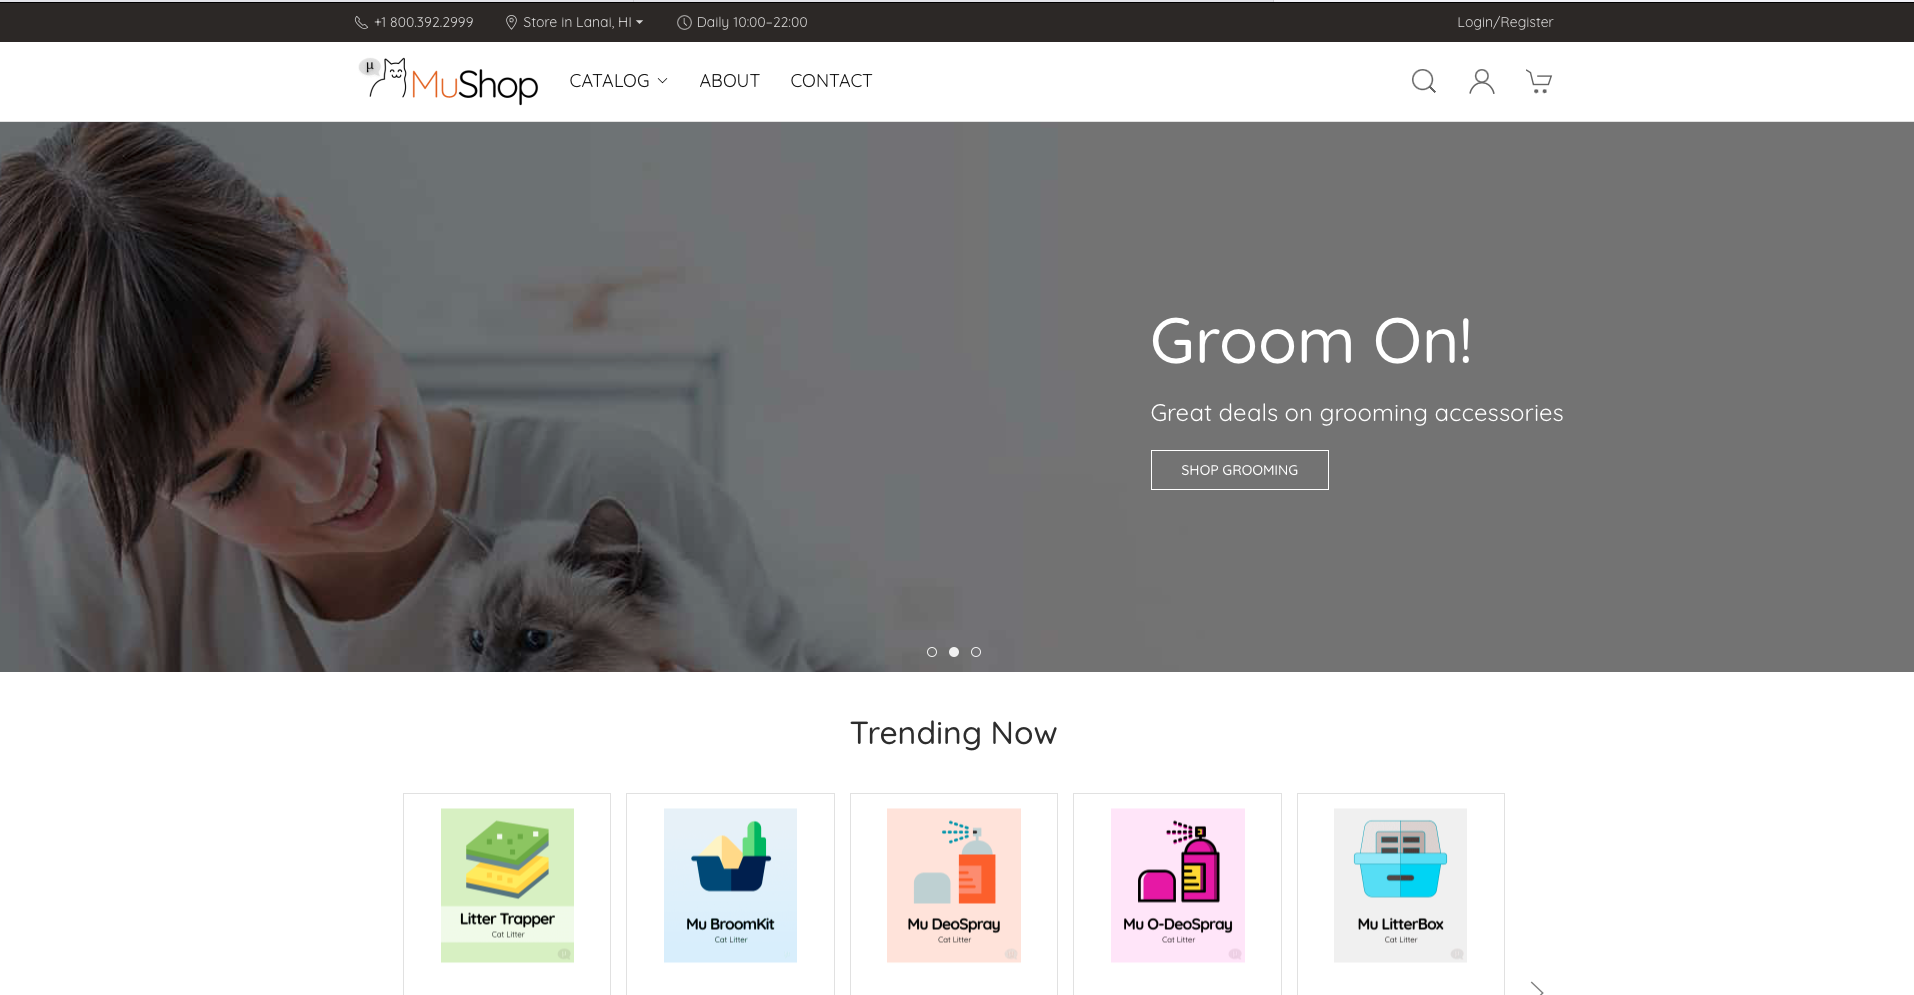 +1 800.392.2999 Store in Lanai, HI Daily 10:00–22:00 Login/Register
μ MuShop CATALOG ABOUT CONTACT
Groom On!
Great deals on grooming accessories
SHOP GROOMING
Trending Now
Litter Trapper
Cat Litter
Mu BroomKit
Cat Litter
Mu DeoSpray
Cat Litter
Mu O-DeoSpray
Cat Litter
Mu LitterBox
Cat Litter